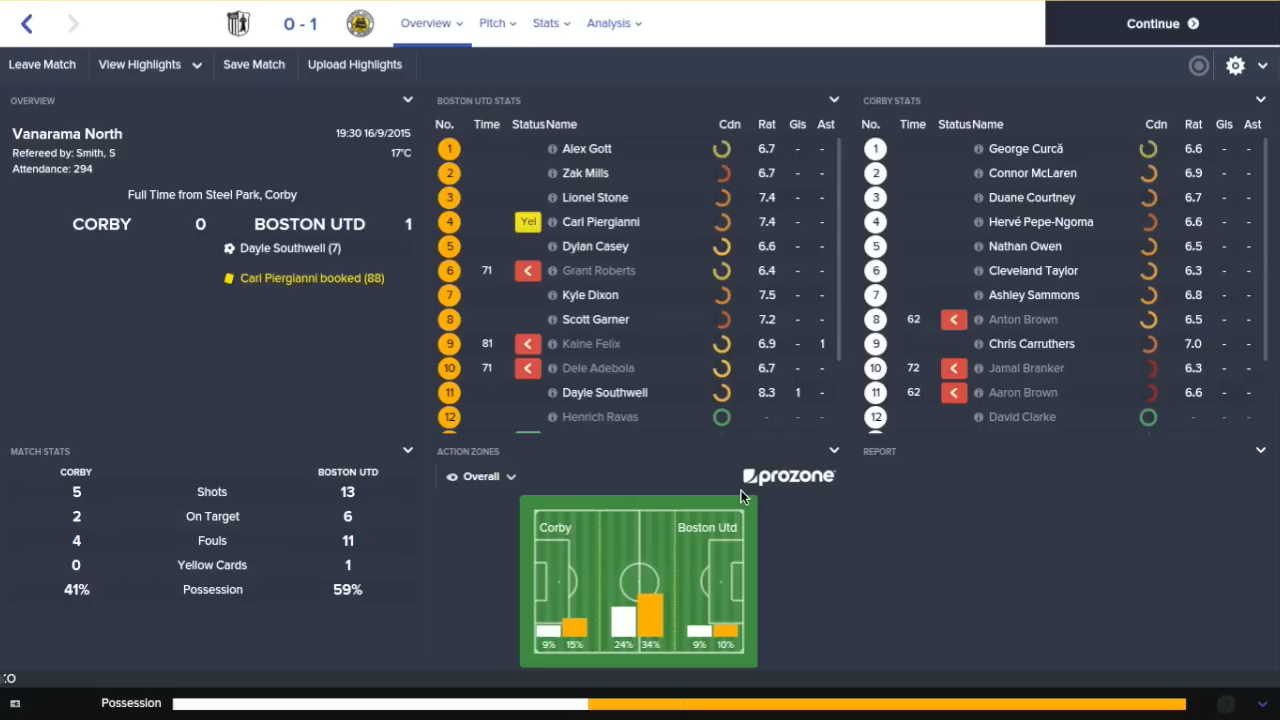 0 - 1 Overview Pitch Stats Analysis Continue
Leave Match View Highlights Save Match Upload Highlights
OVERVIEW
Vanarama North 19:30 16/9/2015
Refereed by: Smith, S 17°C
Attendance: 294
Full Time from Steel Park, Corby
CORBY 0 BOSTON UTD 1
Dayle Southwell (7)
Carl Piergianni booked (88)
BOSTON UTD STATS
No. Time Status Name Cdn Rat Gls Ast
1 Alex Gott 6.7 - -
2 Zak Mills 6.7 - -
3 Lionel Stone 7.4 - -
4 Yel Carl Piergianni 7.4 - -
5 Dylan Casey 6.6 - -
6 71 Grant Roberts 6.4 - -
7 Kyle Dixon 7.5 - -
8 Scott Garner 7.2 - -
9 81 Kaine Felix 6.9 - 1
10 71 Dele Adebola 6.7 - -
11 Dayle Southwell 8.3 1 -
12 Henrich Ravas - - -
CORBY STATS
No. Time Status Name Cdn Rat Gls Ast
1 George Curcă 6.6 - -
2 Connor McLaren 6.9 - -
3 Duane Courtney 6.7 - -
4 Hervé Pepe-Ngoma 6.6 - -
5 Nathan Owen 6.5 - -
6 Cleveland Taylor 6.3 - -
7 Ashley Sammons 6.8 - -
8 62 Anton Brown 6.5 - -
9 Chris Carruthers 7.0 - -
10 72 Jamal Branker 6.3 - -
11 62 Aaron Brown 6.6 - -
12 David Clarke - - -
MATCH STATS
CORBY BOSTON UTD
5 Shots 13
2 On Target 6
4 Fouls 11
0 Yellow Cards 1
41% Possession 59%
ACTION ZONES
Overall prozone
Corby Boston Utd
9% 15% 24% 34% 9% 10%
REPORT
Possession